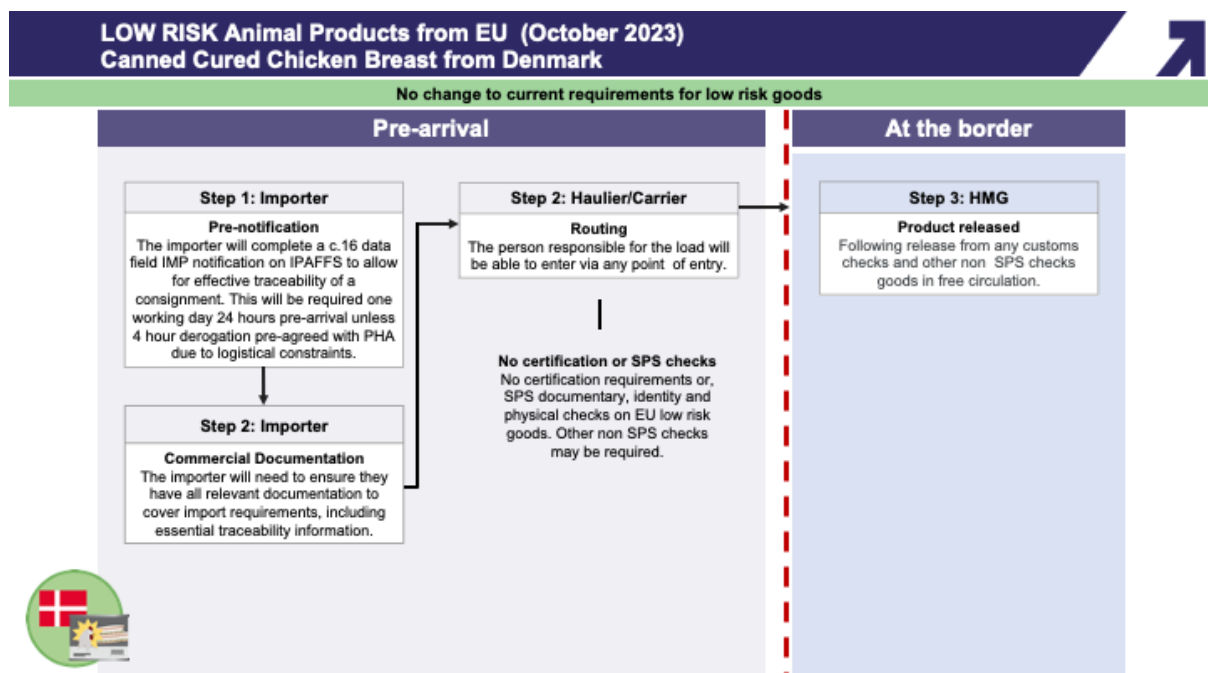 LOW RISK Animal Products from EU (October 2023)
Canned Cured Chicken Breast from Denmark
No change to current requirements for low risk goods
Pre-arrival
Step 1: Importer
Pre-notification
The importer will complete a c.16 data
field IMP notification on IPAFFS to allow
for effective traceability of a
consignment. This will be required one
working day 24 hours pre-arrival unless
4 hour derogation pre-agreed with PHA
due to logistical constraints.
Step 2: Importer
Commercial Documentation
The importer will need to ensure they
have all relevant documentation to
cover import requirements, including
essential traceability information.
Step 2: Haulier/Carrier
Routing
The person responsible for the load will
be able to enter via any point of entry.
No certification or SPS checks
No certification requirements or,
SPS documentary, identity and
physical checks on EU low risk
goods. Other non SPS checks
may be required.
At the border
Step 3: HMG
Product released
Following release from any customs
checks and other non SPS checks
goods in free circulation.